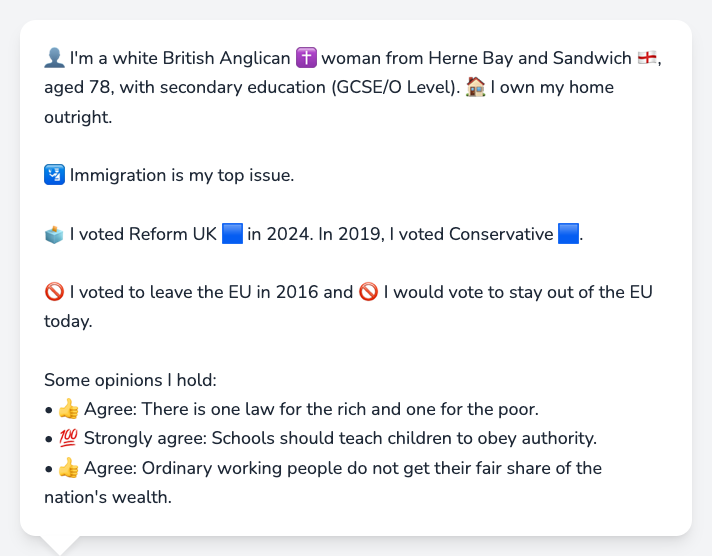 👤 I'm a white British Anglican ✝️ woman from Herne Bay and Sandwich 🏴󠁧󠁢󠁥󠁮󠁧󠁿,
aged 78, with secondary education (GCSE/O Level). 🏠 I own my home
outright.
🛂 Immigration is my top issue.
🗳️ I voted Reform UK 🟦 in 2024. In 2019, I voted Conservative 🟦.
🚫 I voted to leave the EU in 2016 and 🚫 I would vote to stay out of the EU
today.
Some opinions I hold:
• 👍 Agree: There is one law for the rich and one for the poor.
• 💯 Strongly agree: Schools should teach children to obey authority.
• 👍 Agree: Ordinary working people do not get their fair share of the
nation's wealth.